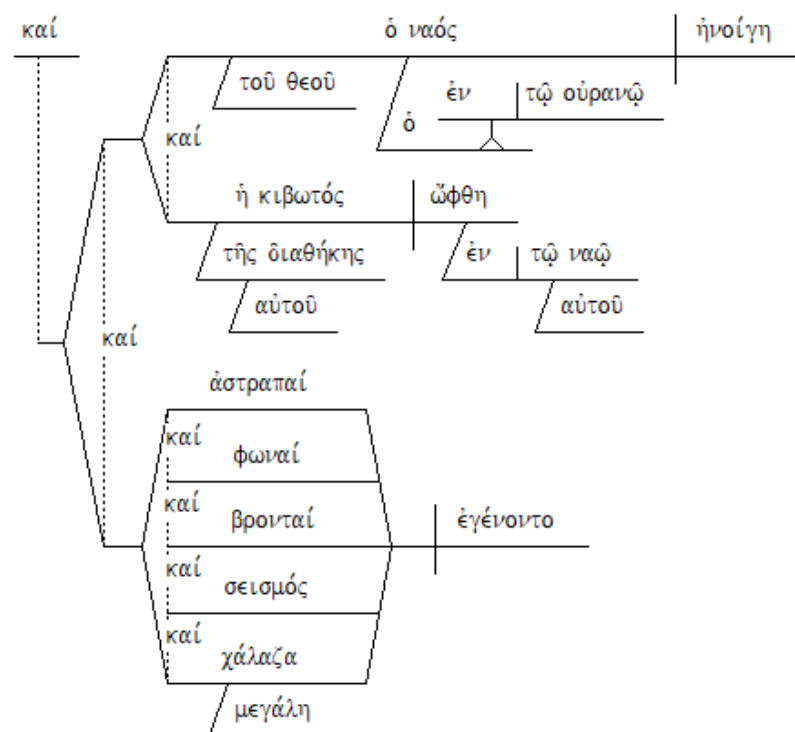 καί ὁ ναός ἠνοίγη
τοῦ θεοῦ ἐν τῷ οὐρανῷ
καί ὁ
ἡ κιβωτός ὤφθη
τῆς διαθήκης ἐν τῷ ναῷ
αὐτοῦ αὐτοῦ
καί
ἀστραπαί
καί
φωναί
καί
βρονταί ἐγένοντο
καί
σεισμός
καί
χάλαζα
μεγάλη